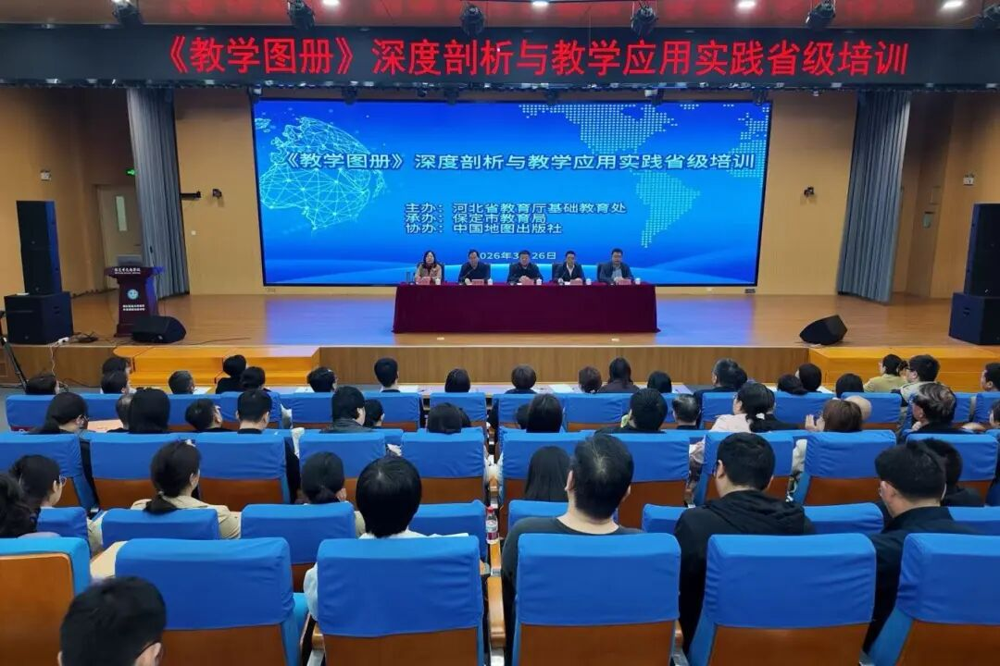 《教学图册》深度剖析与教学应用实践省级培训
《教学图册》深度剖析与教学应用实践省级培训
主办：河北省教育厅基础教育处
承办：保定市教育局
协办：中国地图出版社